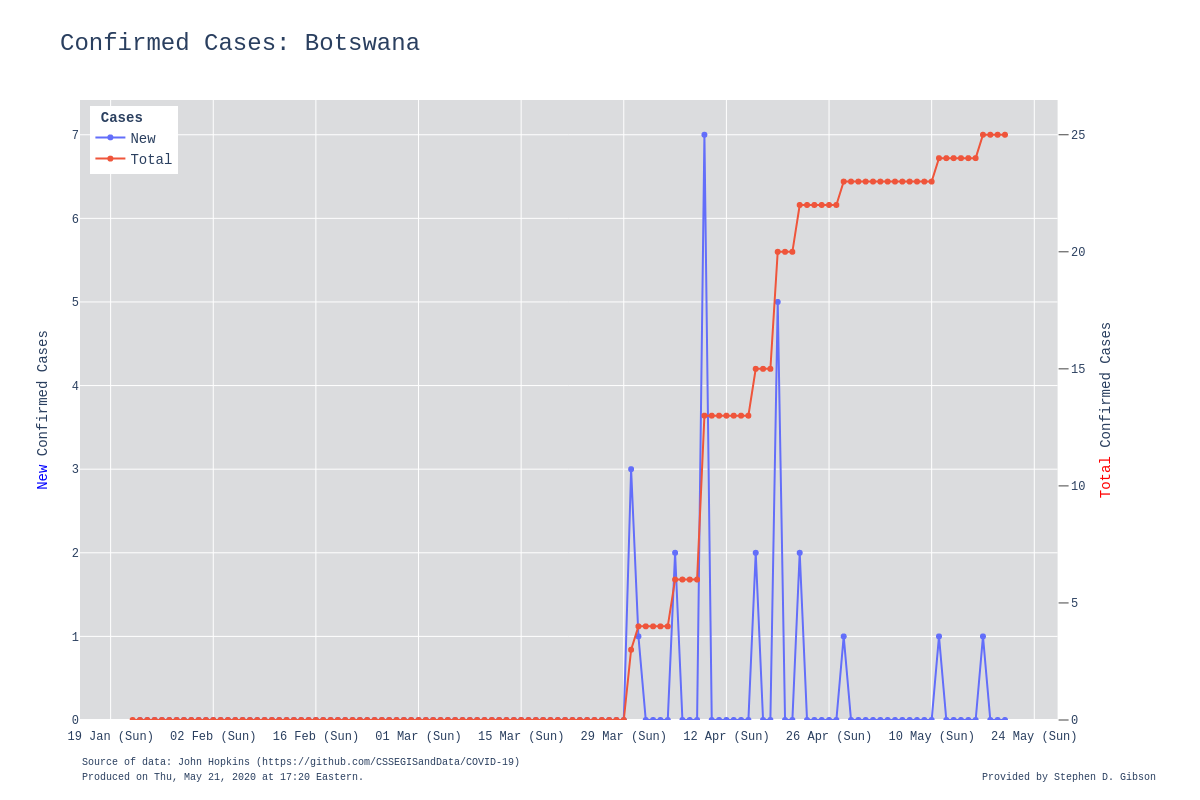 Confirmed Cases: Botswana
Cases
New
Total
7
6
5
4
3
2
1
0
25
20
15
10
5
0
New Confirmed Cases
Total Confirmed Cases
19 Jan (Sun) 02 Feb (Sun) 16 Feb (Sun) 01 Mar (Sun) 15 Mar (Sun) 29 Mar (Sun) 12 Apr (Sun) 26 Apr (Sun) 10 May (Sun) 24 May (Sun)
Source of data: John Hopkins (https://github.com/CSSEGISandData/COVID-19)
Produced on Thu, May 21, 2020 at 17:20 Eastern.
Provided by Stephen D. Gibson